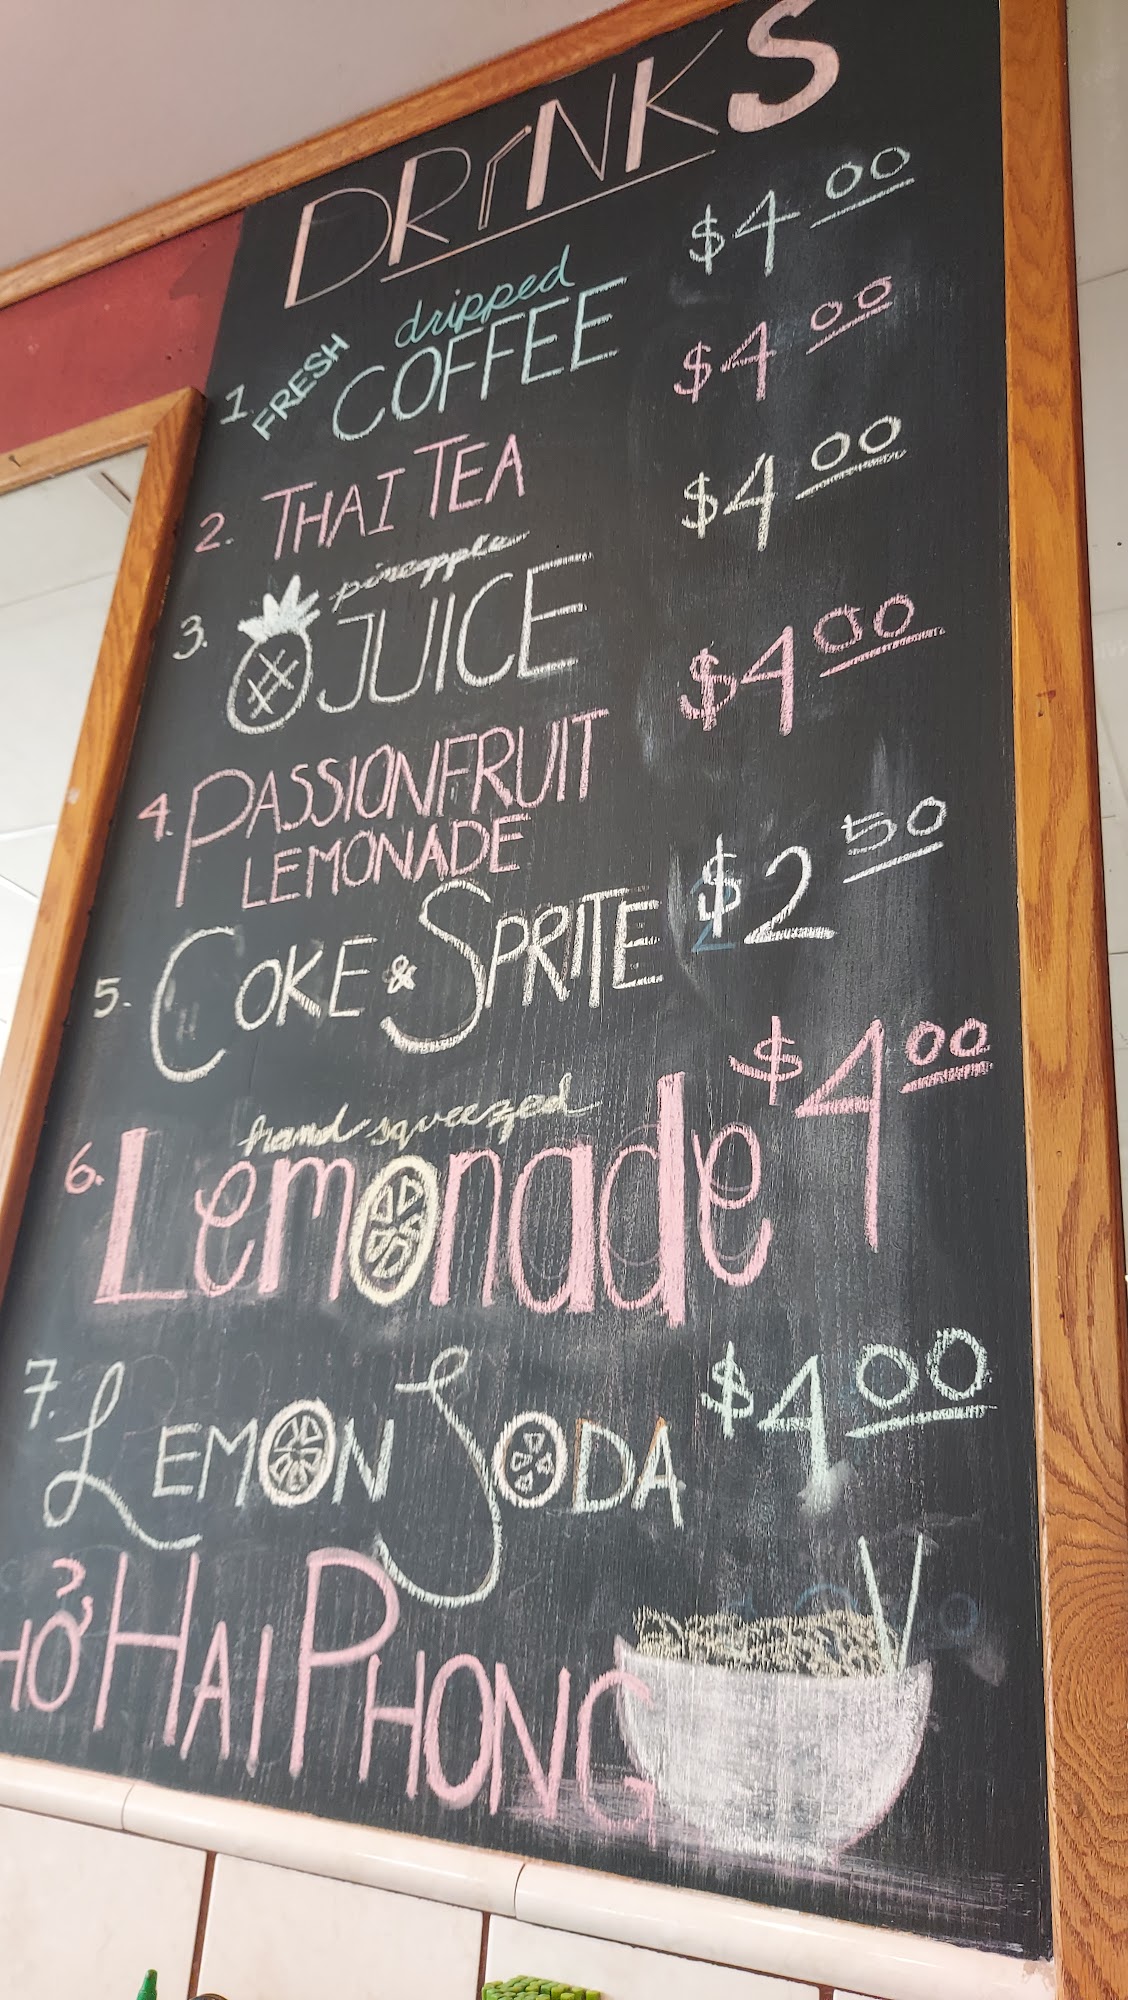 DRINKS
1. FRESH dripped COFFEE $4 00
2. THAI TEA $4 00
3. pineapple JUICE $4 00
4. PASSIONFRUIT $4 00
LEMONADE
5. COKE & SPRITE $2 50
hand squeezed
6. Lemonade $4 00
7. LEMON SODA $4 00
HỞ HAI PHONG